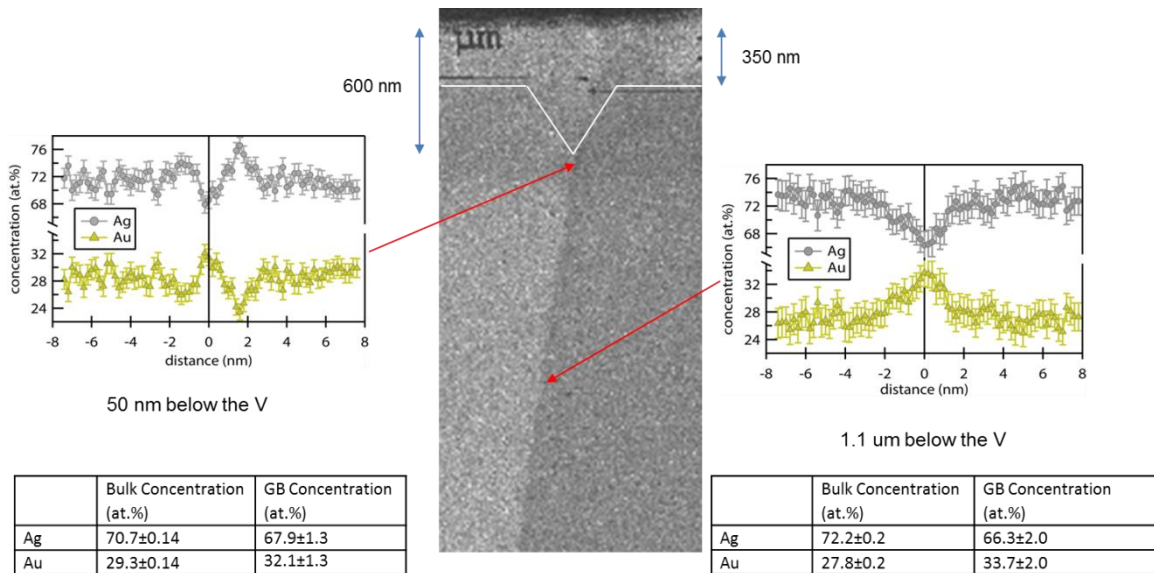 µm
600 nm
350 nm
concentration (at.%)
76
72
68
32
28
24
Ag
Au
-8 -6 -4 -2 0 2 4 6 8
distance (nm)
50 nm below the V
concentration (at.%)
76
72
68
32
28
24
Ag
Au
-8 -6 -4 -2 0 2 4 6 8
distance (nm)
1.1 um below the V
Bulk Concentration (at.%) GB Concentration (at.%)
Ag 70.7±0.14 67.9±1.3
Au 29.3±0.14 32.1±1.3
Bulk Concentration (at.%) GB Concentration (at.%)
Ag 72.2±0.2 66.3±2.0
Au 27.8±0.2 33.7±2.0